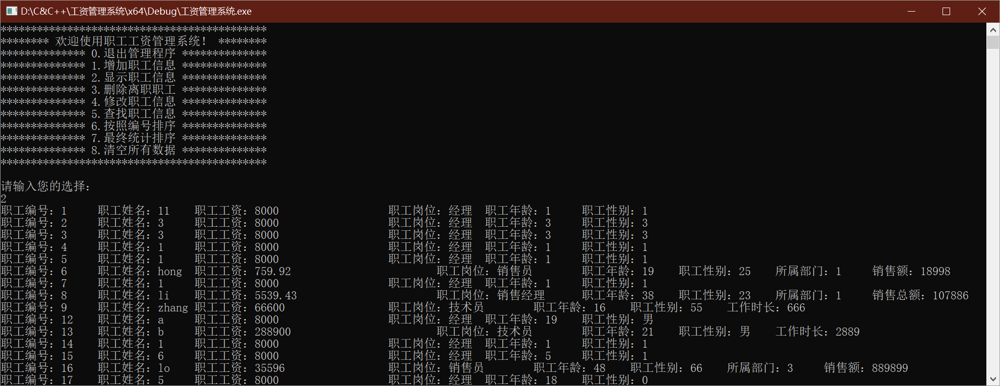 D:\C&C++\工资管理系统\x64\Debug\工资管理系统.exe
********************************************
******** 欢迎使用职工工资管理系统！ ********
************** 0.退出管理程序 **************
************** 1.增加职工信息 **************
************** 2.显示职工信息 **************
************** 3.删除离职职工 **************
************** 4.修改职工信息 **************
************** 5.查找职工信息 **************
************** 6.按照编号排序 **************
************** 7.最终统计排序 **************
************** 8.清空所有数据 **************
********************************************
请输入您的选择：
2
职工编号：1 职工姓名：11 职工工资：8000 职工岗位：经理 职工年龄：1 职工性别：1
职工编号：2 职工姓名：3 职工工资：8000 职工岗位：经理 职工年龄：3 职工性别：3
职工编号：3 职工姓名：3 职工工资：8000 职工岗位：经理 职工年龄：3 职工性别：3
职工编号：4 职工姓名：1 职工工资：8000 职工岗位：经理 职工年龄：1 职工性别：1
职工编号：5 职工姓名：1 职工工资：8000 职工岗位：经理 职工年龄：1 职工性别：1
职工编号：6 职工姓名：hong 职工工资：759.92 职工岗位：销售员 职工年龄：19 职工性别：25 所属部门：1 销售额：18998
职工编号：7 职工姓名：1 职工工资：8000 职工岗位：经理 职工年龄：1 职工性别：1
职工编号：8 职工姓名：li 职工工资：5539.43 职工岗位：销售经理 职工年龄：38 职工性别：23 所属部门：1 销售总额：107886
职工编号：9 职工姓名：zhang 职工工资：66600 职工岗位：技术员 职工年龄：16 职工性别：55 工作时长：666
职工编号：12 职工姓名：a 职工工资：8000 职工岗位：经理 职工年龄：19 职工性别：男
职工编号：13 职工姓名：b 职工工资：288900 职工岗位：技术员 职工年龄：21 职工性别：男 工作时长：2889
职工编号：14 职工姓名：1 职工工资：8000 职工岗位：经理 职工年龄：1 职工性别：1
职工编号：15 职工姓名：6 职工工资：8000 职工岗位：经理 职工年龄：5 职工性别：1
职工编号：16 职工姓名：lo 职工工资：35596 职工岗位：销售员 职工年龄：48 职工性别：66 所属部门：3 销售额：889899
职工编号：17 职工姓名：5 职工工资：8000 职工岗位：经理 职工年龄：18 职工性别：0